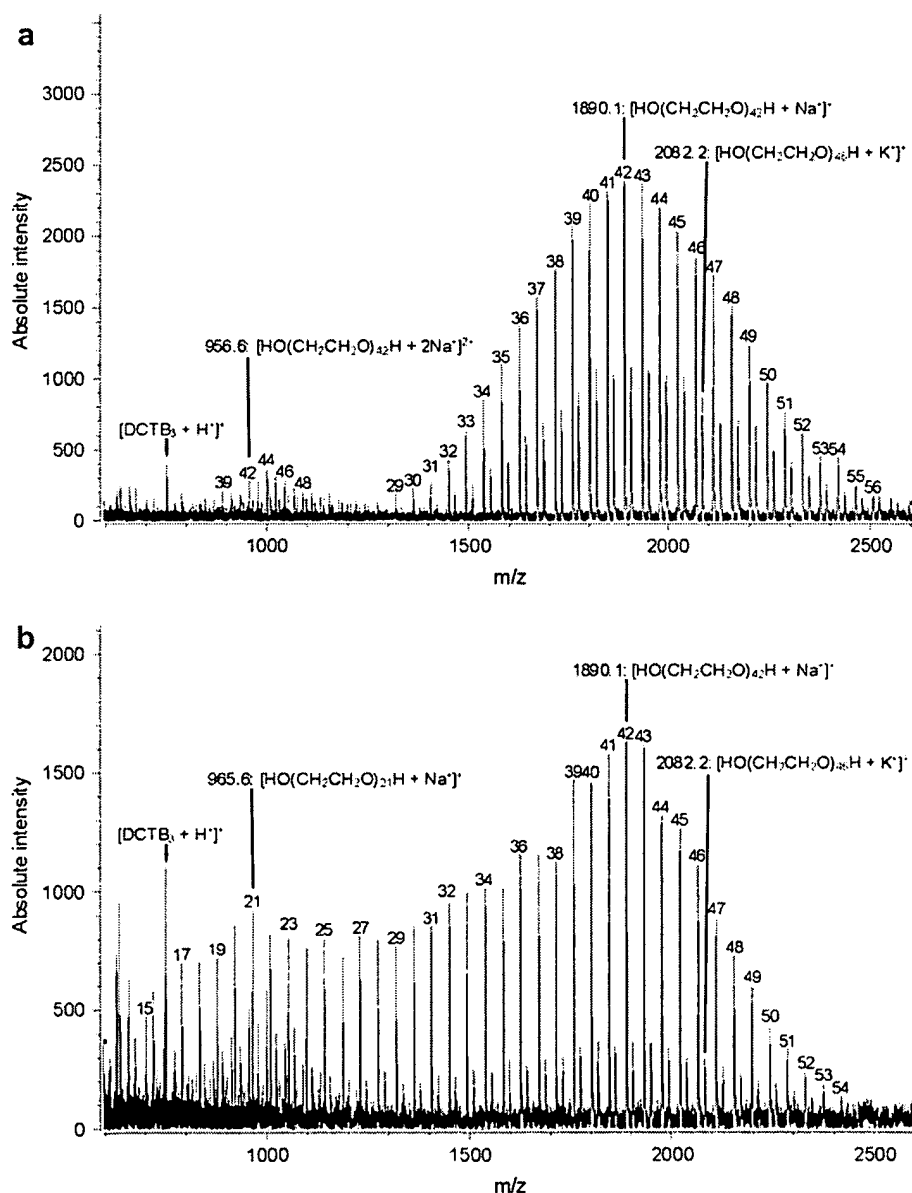 a
3000
2500
2000
1500
1000
500
0
Absolute intensity
1890.1: [HO(CH2CH2O)42H + Na+]+
2082.2: [HO(CH2CH2O)46H + K+]+
956.6: [HO(CH2CH2O)42H + 2Na+]2+
[DCTB3 + H+]+
39 42 44 46 48
29 30 31 32 33 34 35 36 37 38 39 40 41 42 43 44 45 46 47 48 49 50 51 52 53 54 55 56
1000 1500 2000 2500
m/z
b
2000
1500
1000
500
0
Absolute intensity
1890.1: [HO(CH2CH2O)42H + Na+]+
2082.2: [HO(CH2CH2O)46H + K+]+
965.6: [HO(CH2CH2O)21H + Na+]+
[DCTB3 + H+]+
15 17 19 21 23 25 27 29 31 32 34 36 38 39 40 41 42 43 44 45 46 47 48 49 50 51 52 53 54
1000 1500 2000 2500
m/z